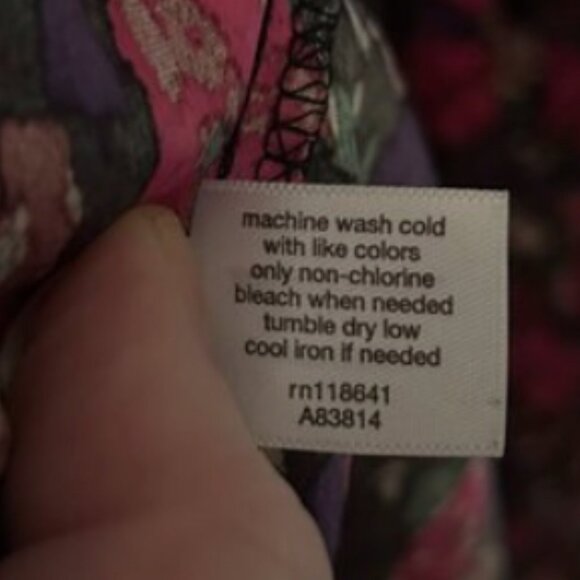 machine wash cold
with like colors
only non-chlorine
bleach when needed
tumble dry low
cool iron if needed
rn118641
A83814